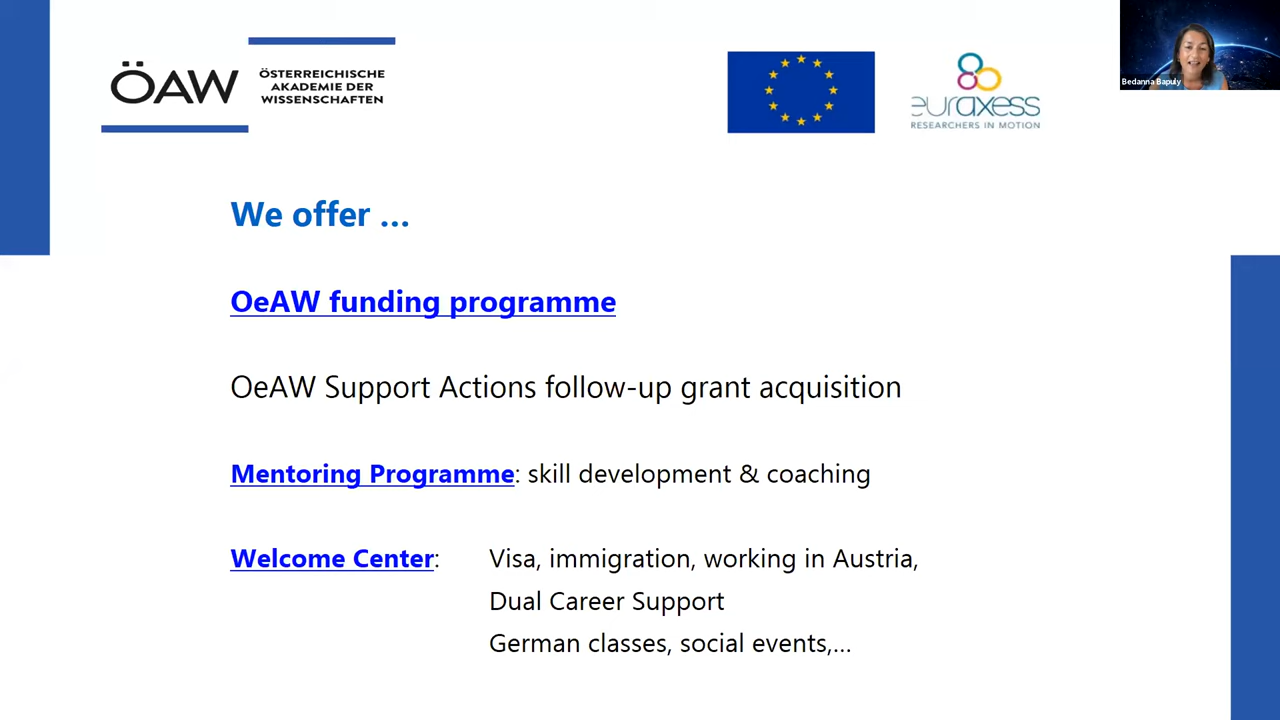 ÖAW
ÖSTERREICHISCHE
AKADEMIE DER
WISSENSCHAFTEN
euraxess
RESEARCHERS IN MOTION
Bedanna Bapuly
We offer ...
OeAW funding programme
OeAW Support Actions follow-up grant acquisition
Mentoring Programme: skill development & coaching
Welcome Center: Visa, immigration, working in Austria,
Dual Career Support
German classes, social events,...